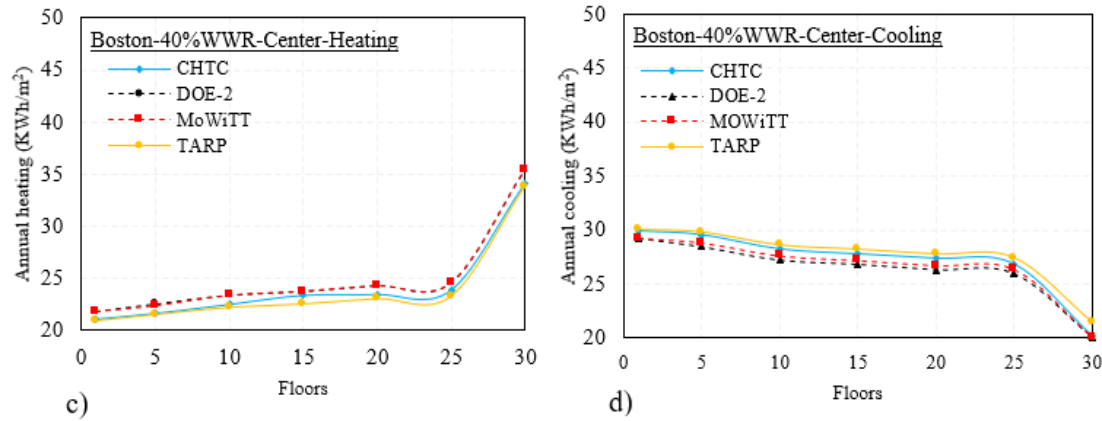 Boston-40%WWR-Center-Heating
CHTC
DOE-2
MoWiTT
TARP
Annual heating (KWh/m²)
50
45
40
35
30
25
20
0 5 10 15 20 25 30
Floors
c)
Boston-40%WWR-Center-Cooling
CHTC
DOE-2
MOWiTT
TARP
Annual cooling (KWh/m²)
50
45
40
35
30
25
20
0 5 10 15 20 25 30
Floors
d)